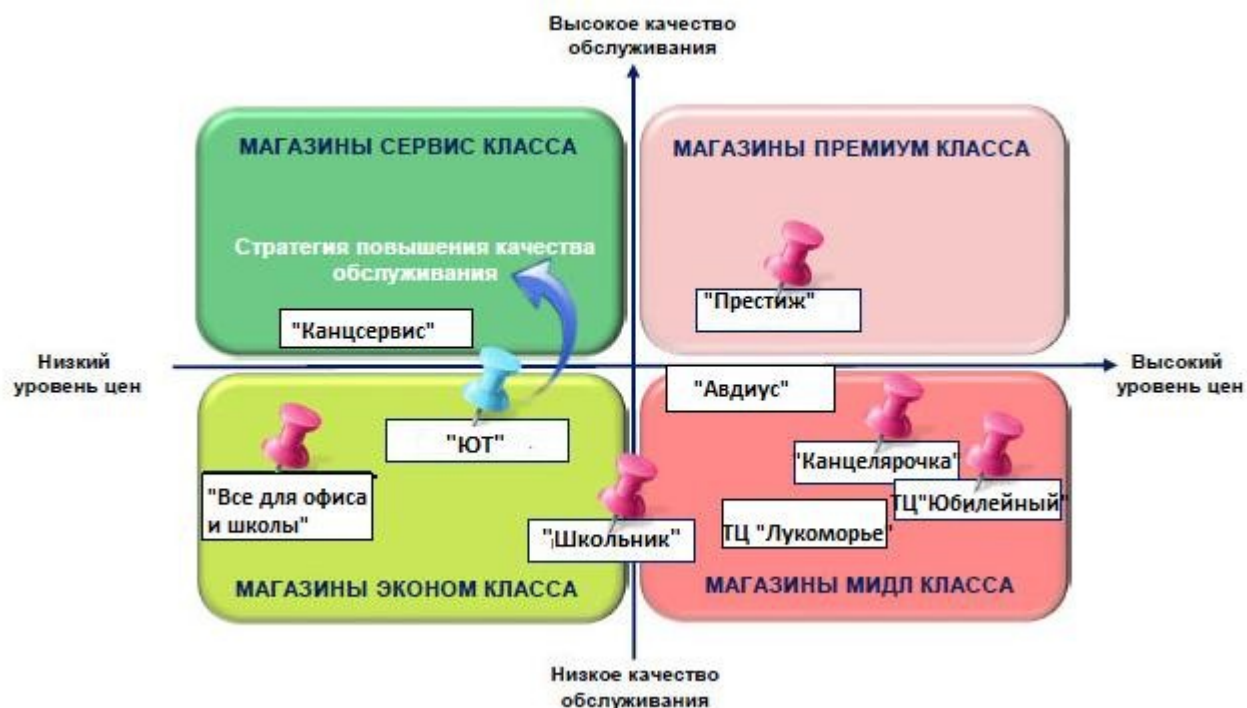 Высокое качество
обслуживания
МАГАЗИНЫ СЕРВИС КЛАССА
МАГАЗИНЫ ПРЕМИУМ КЛАССА
Стратегия повышения качества
обслуживания
"Престиж"
"Канцсервис"
Низкий
уровень цен
Высокий
уровень цен
"Авдиус"
"ЮТ"
"Канцелярочка"
"Все для офиса
и школы"
ТЦ"Юбилейный"
"Школьник"
ТЦ "Лукоморье"
МАГАЗИНЫ ЭКОНОМ КЛАССА
МАГАЗИНЫ МИДЛ КЛАССА
Низкое качество
обслуживания